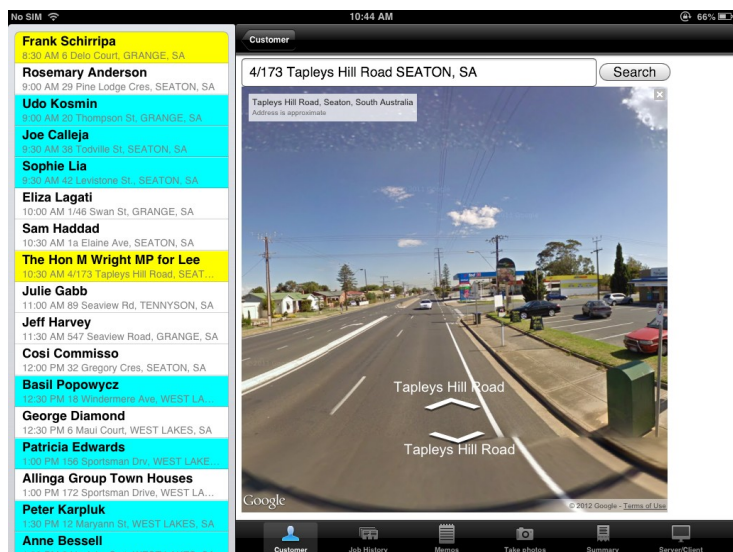 No SIM
10:44 AM
66%
Frank Schirripa
8:30 AM 6 Delo Court, GRANGE, SA
Rosemary Anderson
9:00 AM 29 Pine Lodge Cres, SEATON, SA
Udo Kosmin
9:00 AM 20 Thompson St, GRANGE, SA
Joe Calleja
9:30 AM 38 Todville St, SEATON, SA
Sophie Lia
9:30 AM 42 Levistone St., SEATON, SA
Eliza Lagati
10:00 AM 1/46 Swan St, GRANGE, SA
Sam Haddad
10:30 AM 1a Elaine Ave, SEATON, SA
The Hon M Wright MP for Lee
10:30 AM 4/173 Tapleys Hill Road, SEAT...
Julie Gabb
11:00 AM 89 Seaview Rd, TENNYSON, SA
Jeff Harvey
11:30 AM 547 Seaview Road, GRANGE, SA
Cosi Commisso
12:00 PM 32 Gregory Cres, SEATON, SA
Basil Popowycz
12:30 PM 18 Windermere Ave, WEST LA...
George Diamond
12:30 PM 6 Maui Court, WEST LAKES, SA
Patricia Edwards
1:00 PM 156 Sportsman Drv, WEST LAKE...
Allinga Group Town Houses
1:00 PM 172 Sportsman Drive, WEST LA...
Peter Karpluk
1:30 PM 12 Maryann St, WEST LAKES, SA
Anne Bessell
Customer
4/173 Tapleys Hill Road SEATON, SA
Search
Tapleys Hill Road, Seaton, South Australia
Address is approximate
Tapleys Hill Road
Tapleys Hill Road
Google
© 2012 Google - Terms of Use
Customer
Job History
Memos
Take photos
Summary
Server/Client